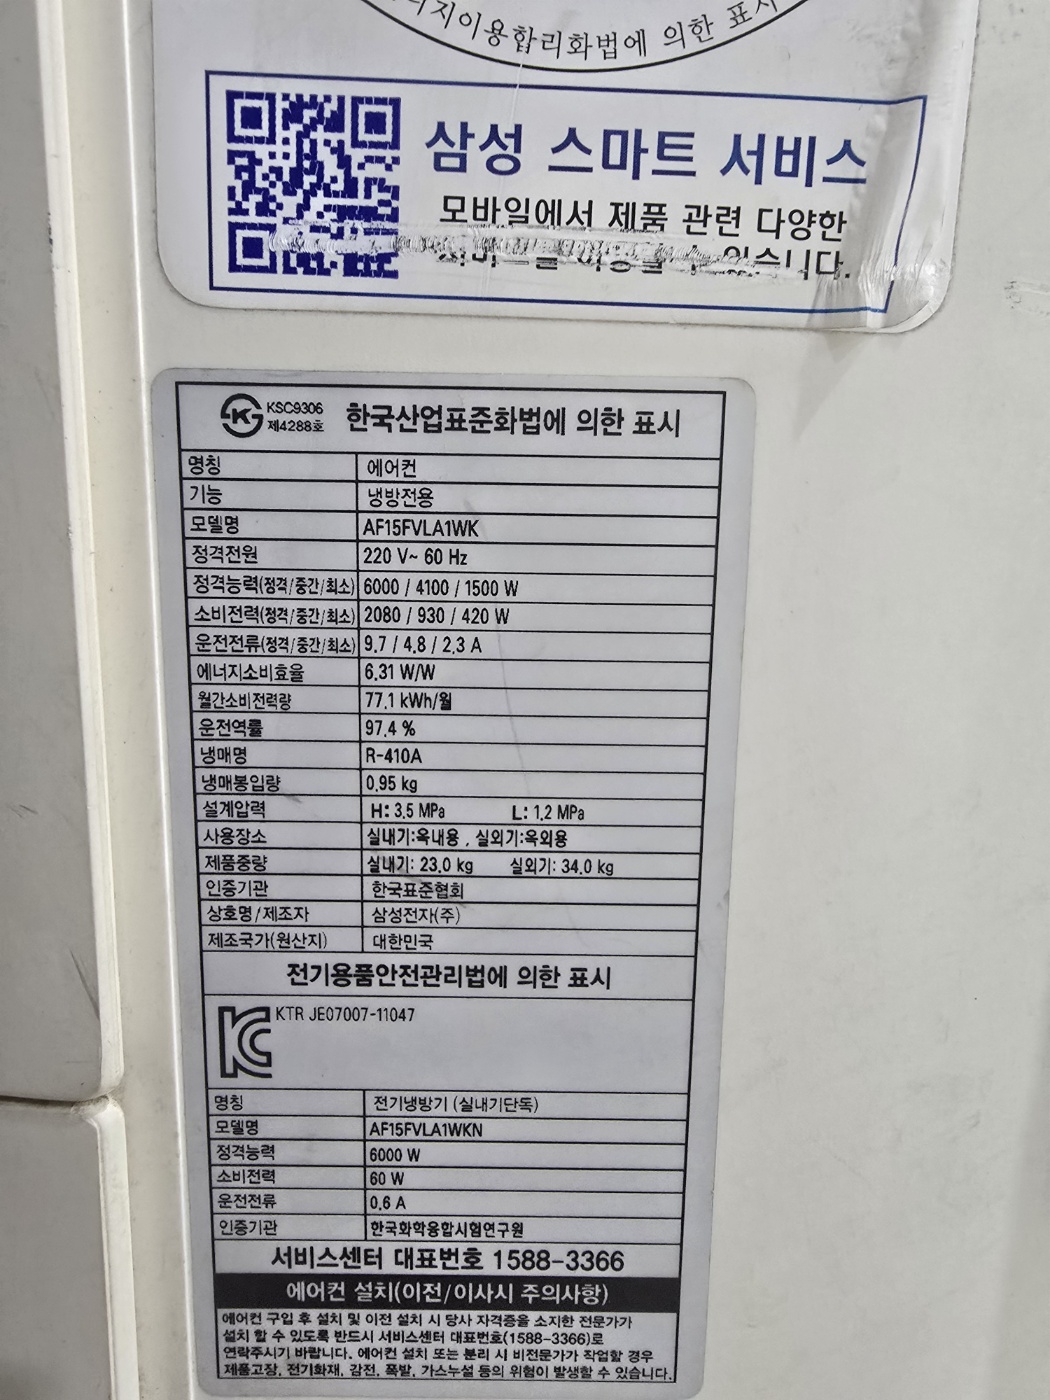 너지이용합리화법에 의한 표시
삼성 스마트 서비스
모바일에서 제품 관련 다양한
서비스를 이용할 수 있습니다.
KSC9306
제4288호
한국산업표준화법에 의한 표시
명칭 에어컨
기능 냉방전용
모델명 AF15FVLA1WK
정격전원 220 V~ 60 Hz
정격능력(정격/중간/최소) 6000 / 4100 / 1500 W
소비전력(정격/중간/최소) 2080 / 930 / 420 W
운전전류(정격/중간/최소) 9.7 / 4.8 / 2.3 A
에너지소비효율 6.31 W/W
월간소비전력량 77.1 kWh/월
운전역률 97.4 %
냉매명 R-410A
냉매봉입량 0.95 kg
설계압력 H: 3.5 MPa L: 1.2 MPa
사용장소 실내기:옥내용 , 실외기:옥외용
제품중량 실내기: 23.0 kg 실외기: 34.0 kg
인증기관 한국표준협회
상호명/제조자 삼성전자(주)
제조국가(원산지) 대한민국
전기용품안전관리법에 의한 표시
KTR JE07007-11047
명칭 전기냉방기 (실내기단독)
모델명 AF15FVLA1WKN
정격능력 6000 W
소비전력 60 W
운전전류 0.6 A
인증기관 한국화학융합시험연구원
서비스센터 대표번호 1588-3366
에어컨 설치(이전/이사시 주의사항)
에어컨 구입 후 설치 및 이전 설치 시 당사 자격증을 소지한 전문가가
설치 할 수 있도록 반드시 서비스센터 대표번호(1588-3366)로
연락주시기 바랍니다. 에어컨 설치 또는 분리 시 비전문가가 작업할 경우
제품고장, 전기화재, 감전, 폭발, 가스누설 등의 위험이 발생할 수 있습니다.